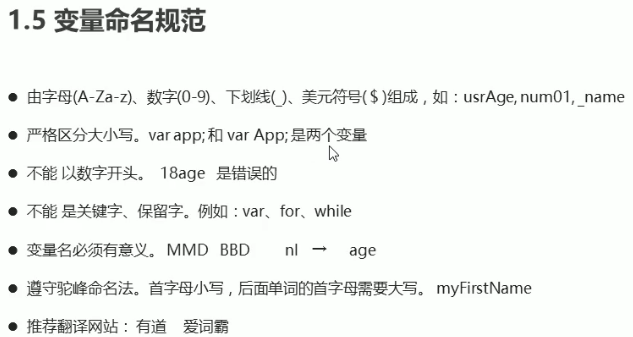 1.5 变量命名规范
● 由字母(A-Za-z)、数字(0-9)、下划线(_)、美元符号( $ )组成，如：usrAge, num01, _name
● 严格区分大小写。var app; 和 var App; 是两个变量
● 不能 以数字开头。 18age 是错误的
● 不能 是关键字、保留字。例如：var、for、while
● 变量名必须有意义。 MMD BBD nl → age
● 遵守驼峰命名法。首字母小写，后面单词的首字母需要大写。 myFirstName
● 推荐翻译网站： 有道 爱词霸